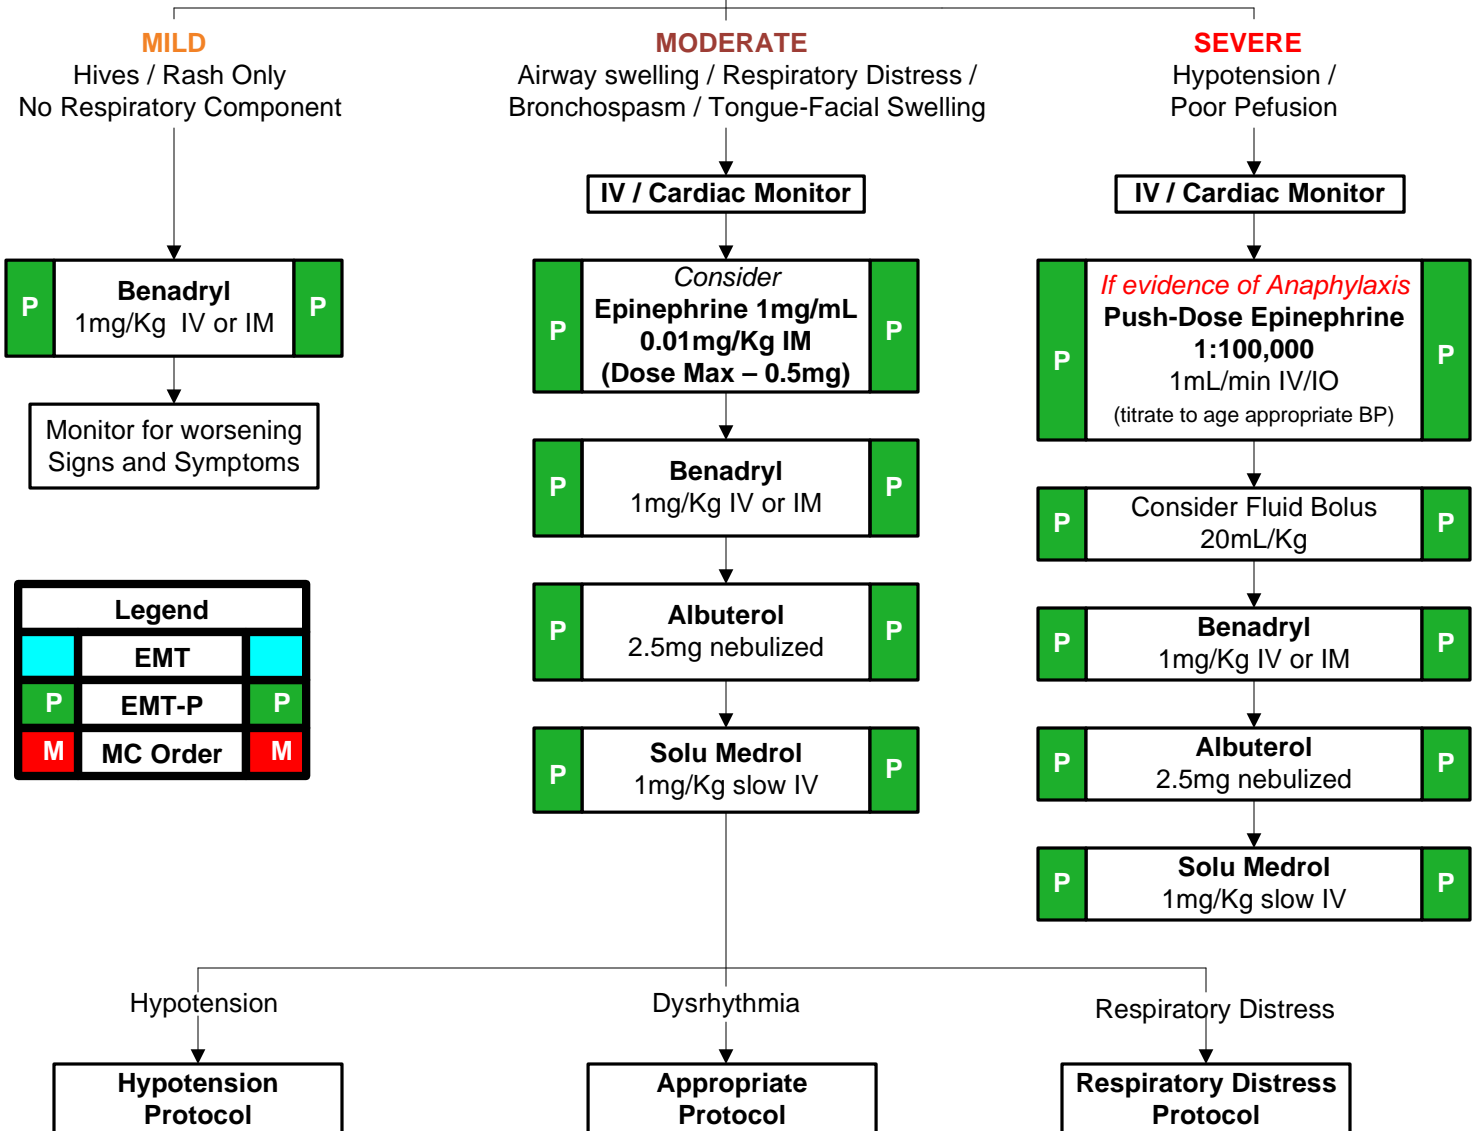 MILD
Hives / Rash Only
No Respiratory Component
P
Benadryl
1mg/Kg  IV or IM
P
Monitor for worsening
Signs and Symptoms
Legend
EMT
P
EMT-P
P
M
MC Order
M
MODERATE
Airway swelling / Respiratory Distress /
Bronchospasm / Tongue-Facial Swelling
IV / Cardiac Monitor
P
Consider
Epinephrine 1mg/mL
0.01mg/Kg IM
(Dose Max – 0.5mg)
P
P
Benadryl
1mg/Kg IV or IM
P
P
Albuterol
2.5mg nebulized
P
P
Solu Medrol
1mg/Kg slow IV
P
SEVERE
Hypotension /
Poor Pefusion
IV / Cardiac Monitor
P
If evidence of Anaphylaxis
Push-Dose Epinephrine
1:100,000
1mL/min IV/IO
(titrate to age appropriate BP)
P
P
Consider Fluid Bolus
20mL/Kg
P
P
Benadryl
1mg/Kg IV or IM
P
P
Albuterol
2.5mg nebulized
P
P
Solu Medrol
1mg/Kg slow IV
P
Hypotension
Hypotension
Protocol
Dysrhythmia
Appropriate
Protocol
Respiratory Distress
Respiratory Distress
Protocol